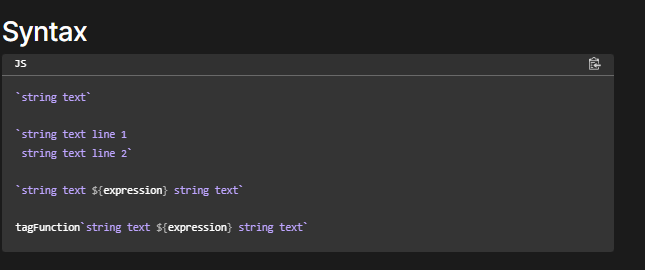 Syntax
JS
`string text`
`string text line 1
 string text line 2`
`string text ${expression} string text`
tagFunction`string text ${expression} string text`